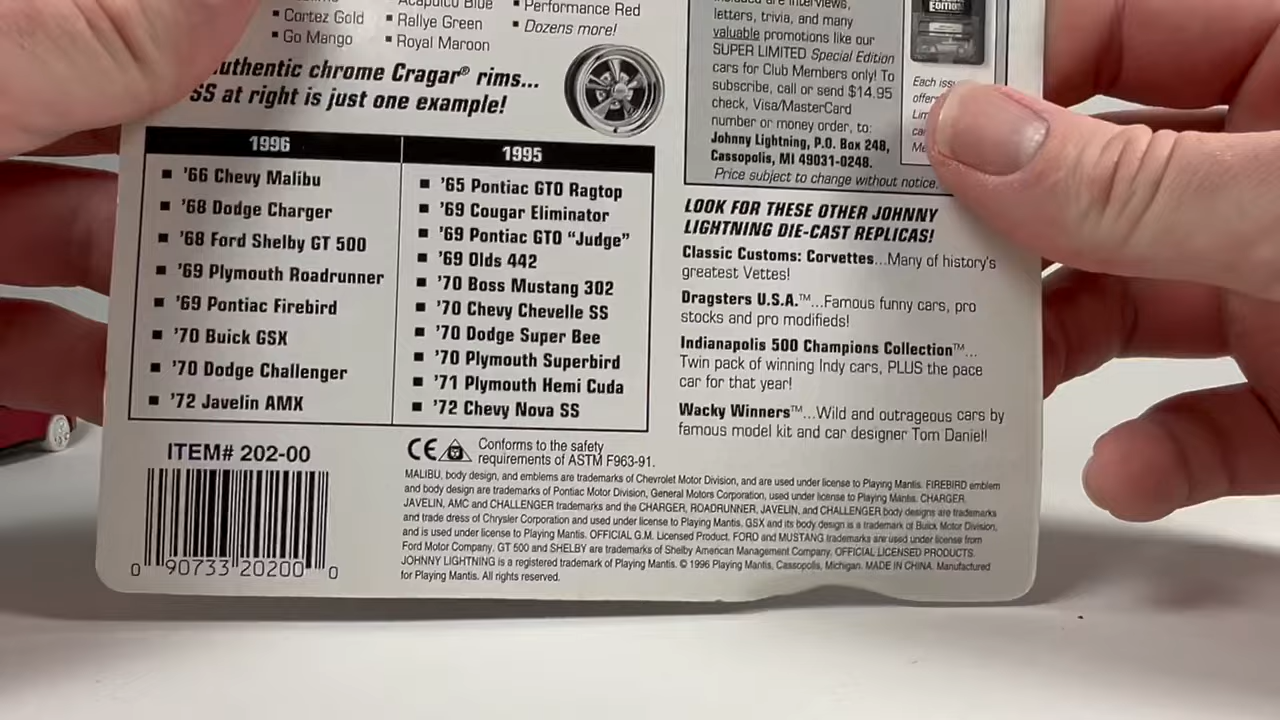 Blue
▪ Performance Red
▪ Cortez Gold
▪ Rallye Green
▪ Dozens more!
▪ Go Mango
▪ Royal Maroon
uthentic chrome Cragar® rims...
SS at right is just one example!
interviews,
letters, trivia, and many
valuable promotions like our
SUPER LIMITED Special Edition
cars for Club Members only! To
subscribe, call or send $14.95
check, Visa/MasterCard
number or money order, to:
Johnny Lightning, P.O. Box 248,
Cassopolis, MI 49031-0248.
Price subject to change without notice.
EDITION
Each
1996
▪ '66 Chevy Malibu
▪ '68 Dodge Charger
▪ '68 Ford Shelby GT 500
▪ '69 Plymouth Roadrunner
▪ '69 Pontiac Firebird
▪ '70 Buick GSX
▪ '70 Dodge Challenger
▪ '72 Javelin AMX
1995
▪ '65 Pontiac GTO Ragtop
▪ '69 Cougar Eliminator
▪ '69 Pontiac GTO “Judge”
▪ '69 Olds 442
▪ '70 Boss Mustang 302
▪ '70 Chevy Chevelle SS
▪ '70 Dodge Super Bee
▪ '70 Plymouth Superbird
▪ '71 Plymouth Hemi Cuda
▪ '72 Chevy Nova SS
LOOK FOR THESE OTHER JOHNNY
LIGHTNING DIE-CAST REPLICAS!
Classic Customs: Corvettes...Many of history's
greatest Vettes!
Dragsters U.S.A.™...Famous funny cars, pro
stocks and pro modifieds!
Indianapolis 500 Champions Collection™...
Twin pack of winning Indy cars, PLUS the pace
car for that year!
Wacky Winners™...Wild and outrageous cars by
famous model kit and car designer Tom Daniel!
ITEM# 202-00
0 90733 20200 0
CE
Conforms to the safety
requirements of ASTM F963-91.
MALIBU, body design, and emblems are trademarks of Chevrolet Motor Division, and are used under license to Playing Mantis. FIREBIRD emblem
and body design are trademarks of Pontiac Motor Division, General Motors Corporation, used under license to Playing Mantis. CHARGER,
JAVELIN, AMC and CHALLENGER trademarks and the CHARGER, ROADRUNNER, JAVELIN, and CHALLENGER body designs are trademarks
and trade dress of Chrysler Corporation and used under license to Playing Mantis. GSX and its body design is a trademark of Buick Motor Division,
and is used under license to Playing Mantis. OFFICIAL G.M. Licensed Product. FORD and MUSTANG trademarks are used under license from
Ford Motor Company. GT 500 and SHELBY are trademarks of Shelby American Management Company. OFFICIAL LICENSED PRODUCTS.
JOHNNY LIGHTNING is a registered trademark of Playing Mantis. © 1996 Playing Mantis, Cassopolis, Michigan. MADE IN CHINA. Manufactured
for Playing Mantis. All rights reserved.